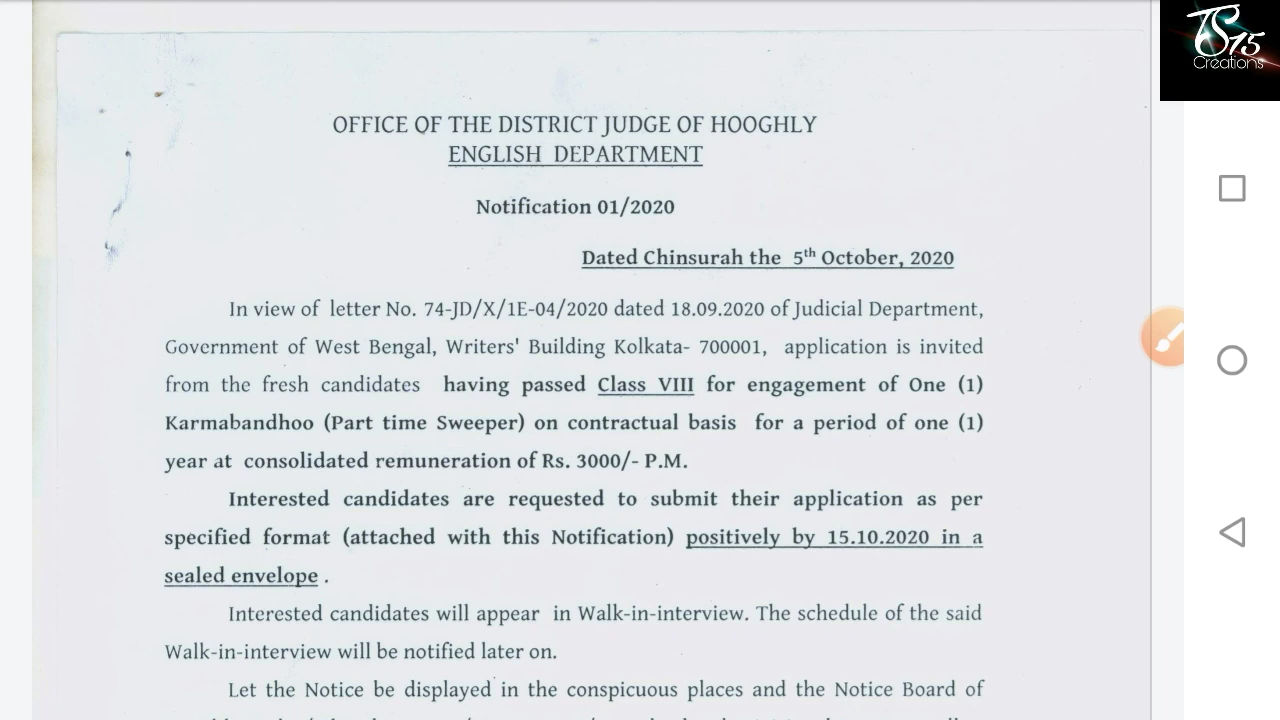 TS15
Creations
OFFICE OF THE DISTRICT JUDGE OF HOOGHLY
ENGLISH DEPARTMENT
Notification 01/2020
Dated Chinsurah the 5th October, 2020
In view of letter No. 74-JD/X/1E-04/2020 dated 18.09.2020 of Judicial Department,
Government of West Bengal, Writers' Building Kolkata- 700001, application is invited
from the fresh candidates having passed Class VIII for engagement of One (1)
Karmabandhoo (Part time Sweeper) on contractual basis for a period of one (1)
year at consolidated remuneration of Rs. 3000/- P.M.
Interested candidates are requested to submit their application as per
specified format (attached with this Notification) positively by 15.10.2020 in a
sealed envelope .
Interested candidates will appear in Walk-in-interview. The schedule of the said
Walk-in-interview will be notified later on.
Let the Notice be displayed in the conspicuous places and the Notice Board of